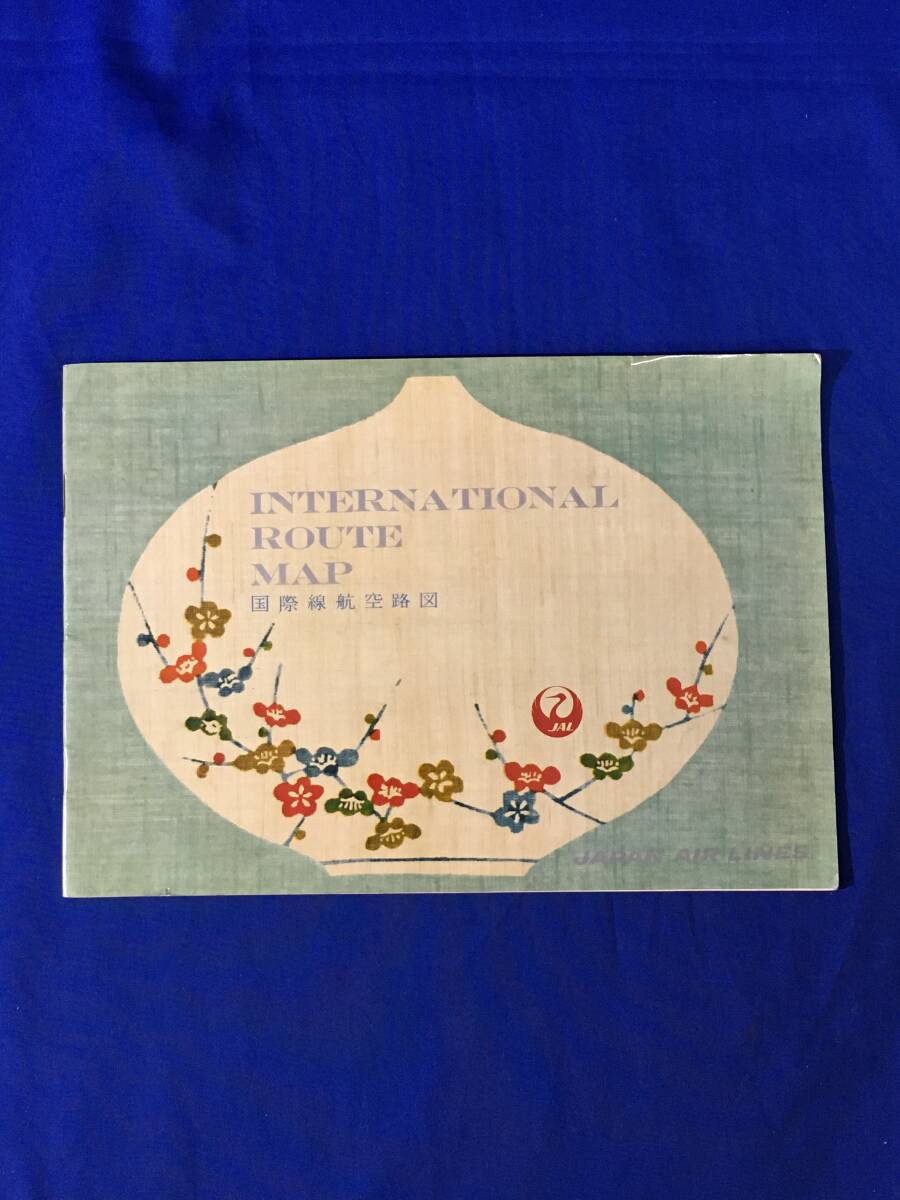 INTERNATIONAL
ROUTE
MAP
国際線航空路図
JAL
JAPAN AIR LINES